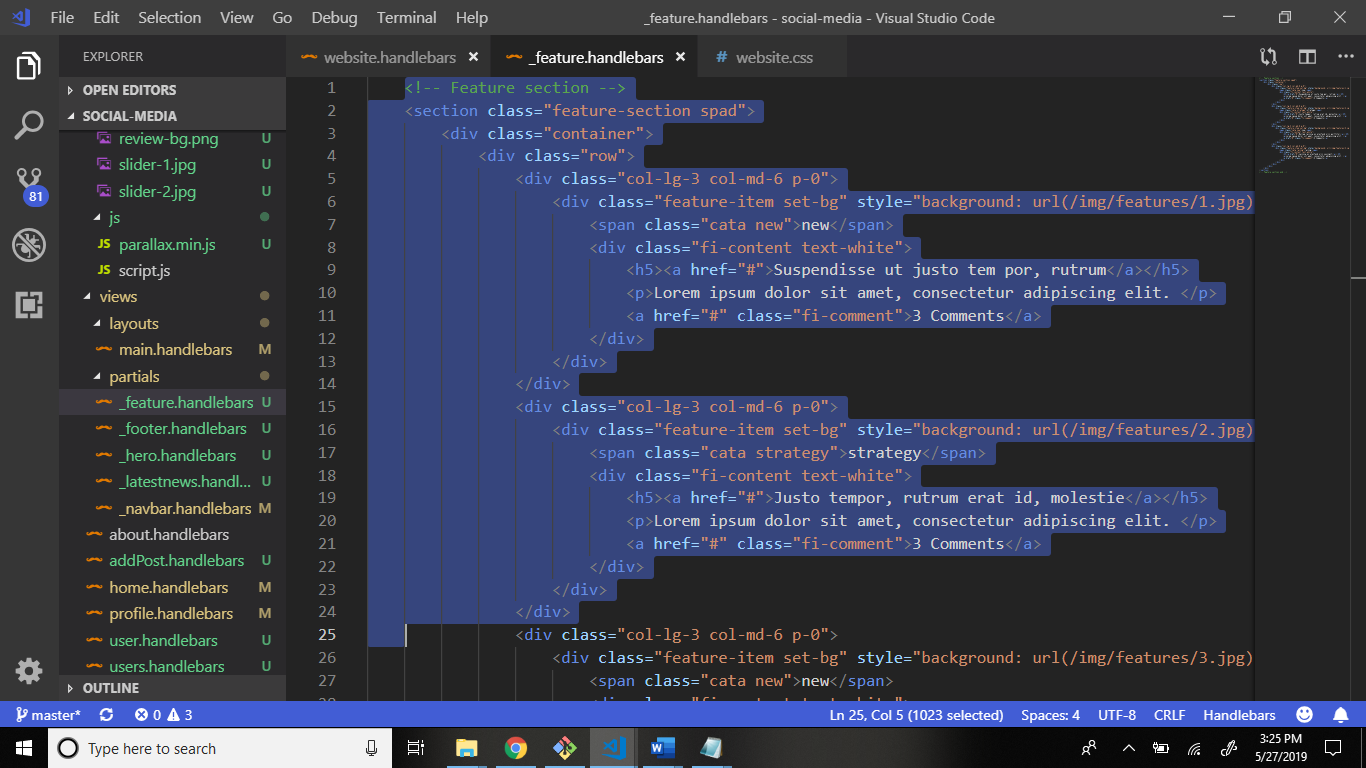 File Edit Selection View Go Debug Terminal Help _feature.handlebars - social-media - Visual Studio Code
EXPLORER
OPEN EDITORS
SOCIAL-MEDIA
review-bg.png U
slider-1.jpg U
slider-2.jpg U
81
js
JS parallax.min.js U
JS script.js
views
layouts
main.handlebars M
partials
_feature.handlebars U
_footer.handlebars U
_hero.handlebars U
_latestnews.handl... U
_navbar.handlebars M
about.handlebars
addPost.handlebars U
home.handlebars M
profile.handlebars M
user.handlebars U
users.handlebars U
OUTLINE
website.handlebars × _feature.handlebars × # website.css
1 <!-- Feature section -->
2 <section class="feature-section spad">
3 <div class="container">
4 <div class="row">
5 <div class="col-lg-3 col-md-6 p-0">
6 <div class="feature-item set-bg" style="background: url(/img/features/1.jpg)
7 <span class="cata new">new</span>
8 <div class="fi-content text-white">
9 <h5><a href="#">Suspendisse ut justo tem por, rutrum</a></h5>
10 <p>Lorem ipsum dolor sit amet, consectetur adipiscing elit. </p>
11 <a href="#" class="fi-comment">3 Comments</a>
12 </div>
13 </div>
14 </div>
15 <div class="col-lg-3 col-md-6 p-0">
16 <div class="feature-item set-bg" style="background: url(/img/features/2.jpg)
17 <span class="cata strategy">strategy</span>
18 <div class="fi-content text-white">
19 <h5><a href="#">Justo tempor, rutrum erat id, molestie</a></h5>
20 <p>Lorem ipsum dolor sit amet, consectetur adipiscing elit. </p>
21 <a href="#" class="fi-comment">3 Comments</a>
22 </div>
23 </div>
24 </div>
25 <div class="col-lg-3 col-md-6 p-0">
26 <div class="feature-item set-bg" style="background: url(/img/features/3.jpg)
27 <span class="cata new">new</span>
master* 0 3 Ln 25, Col 5 (1023 selected) Spaces: 4 UTF-8 CRLF Handlebars
Type here to search
3:25 PM
5/27/2019